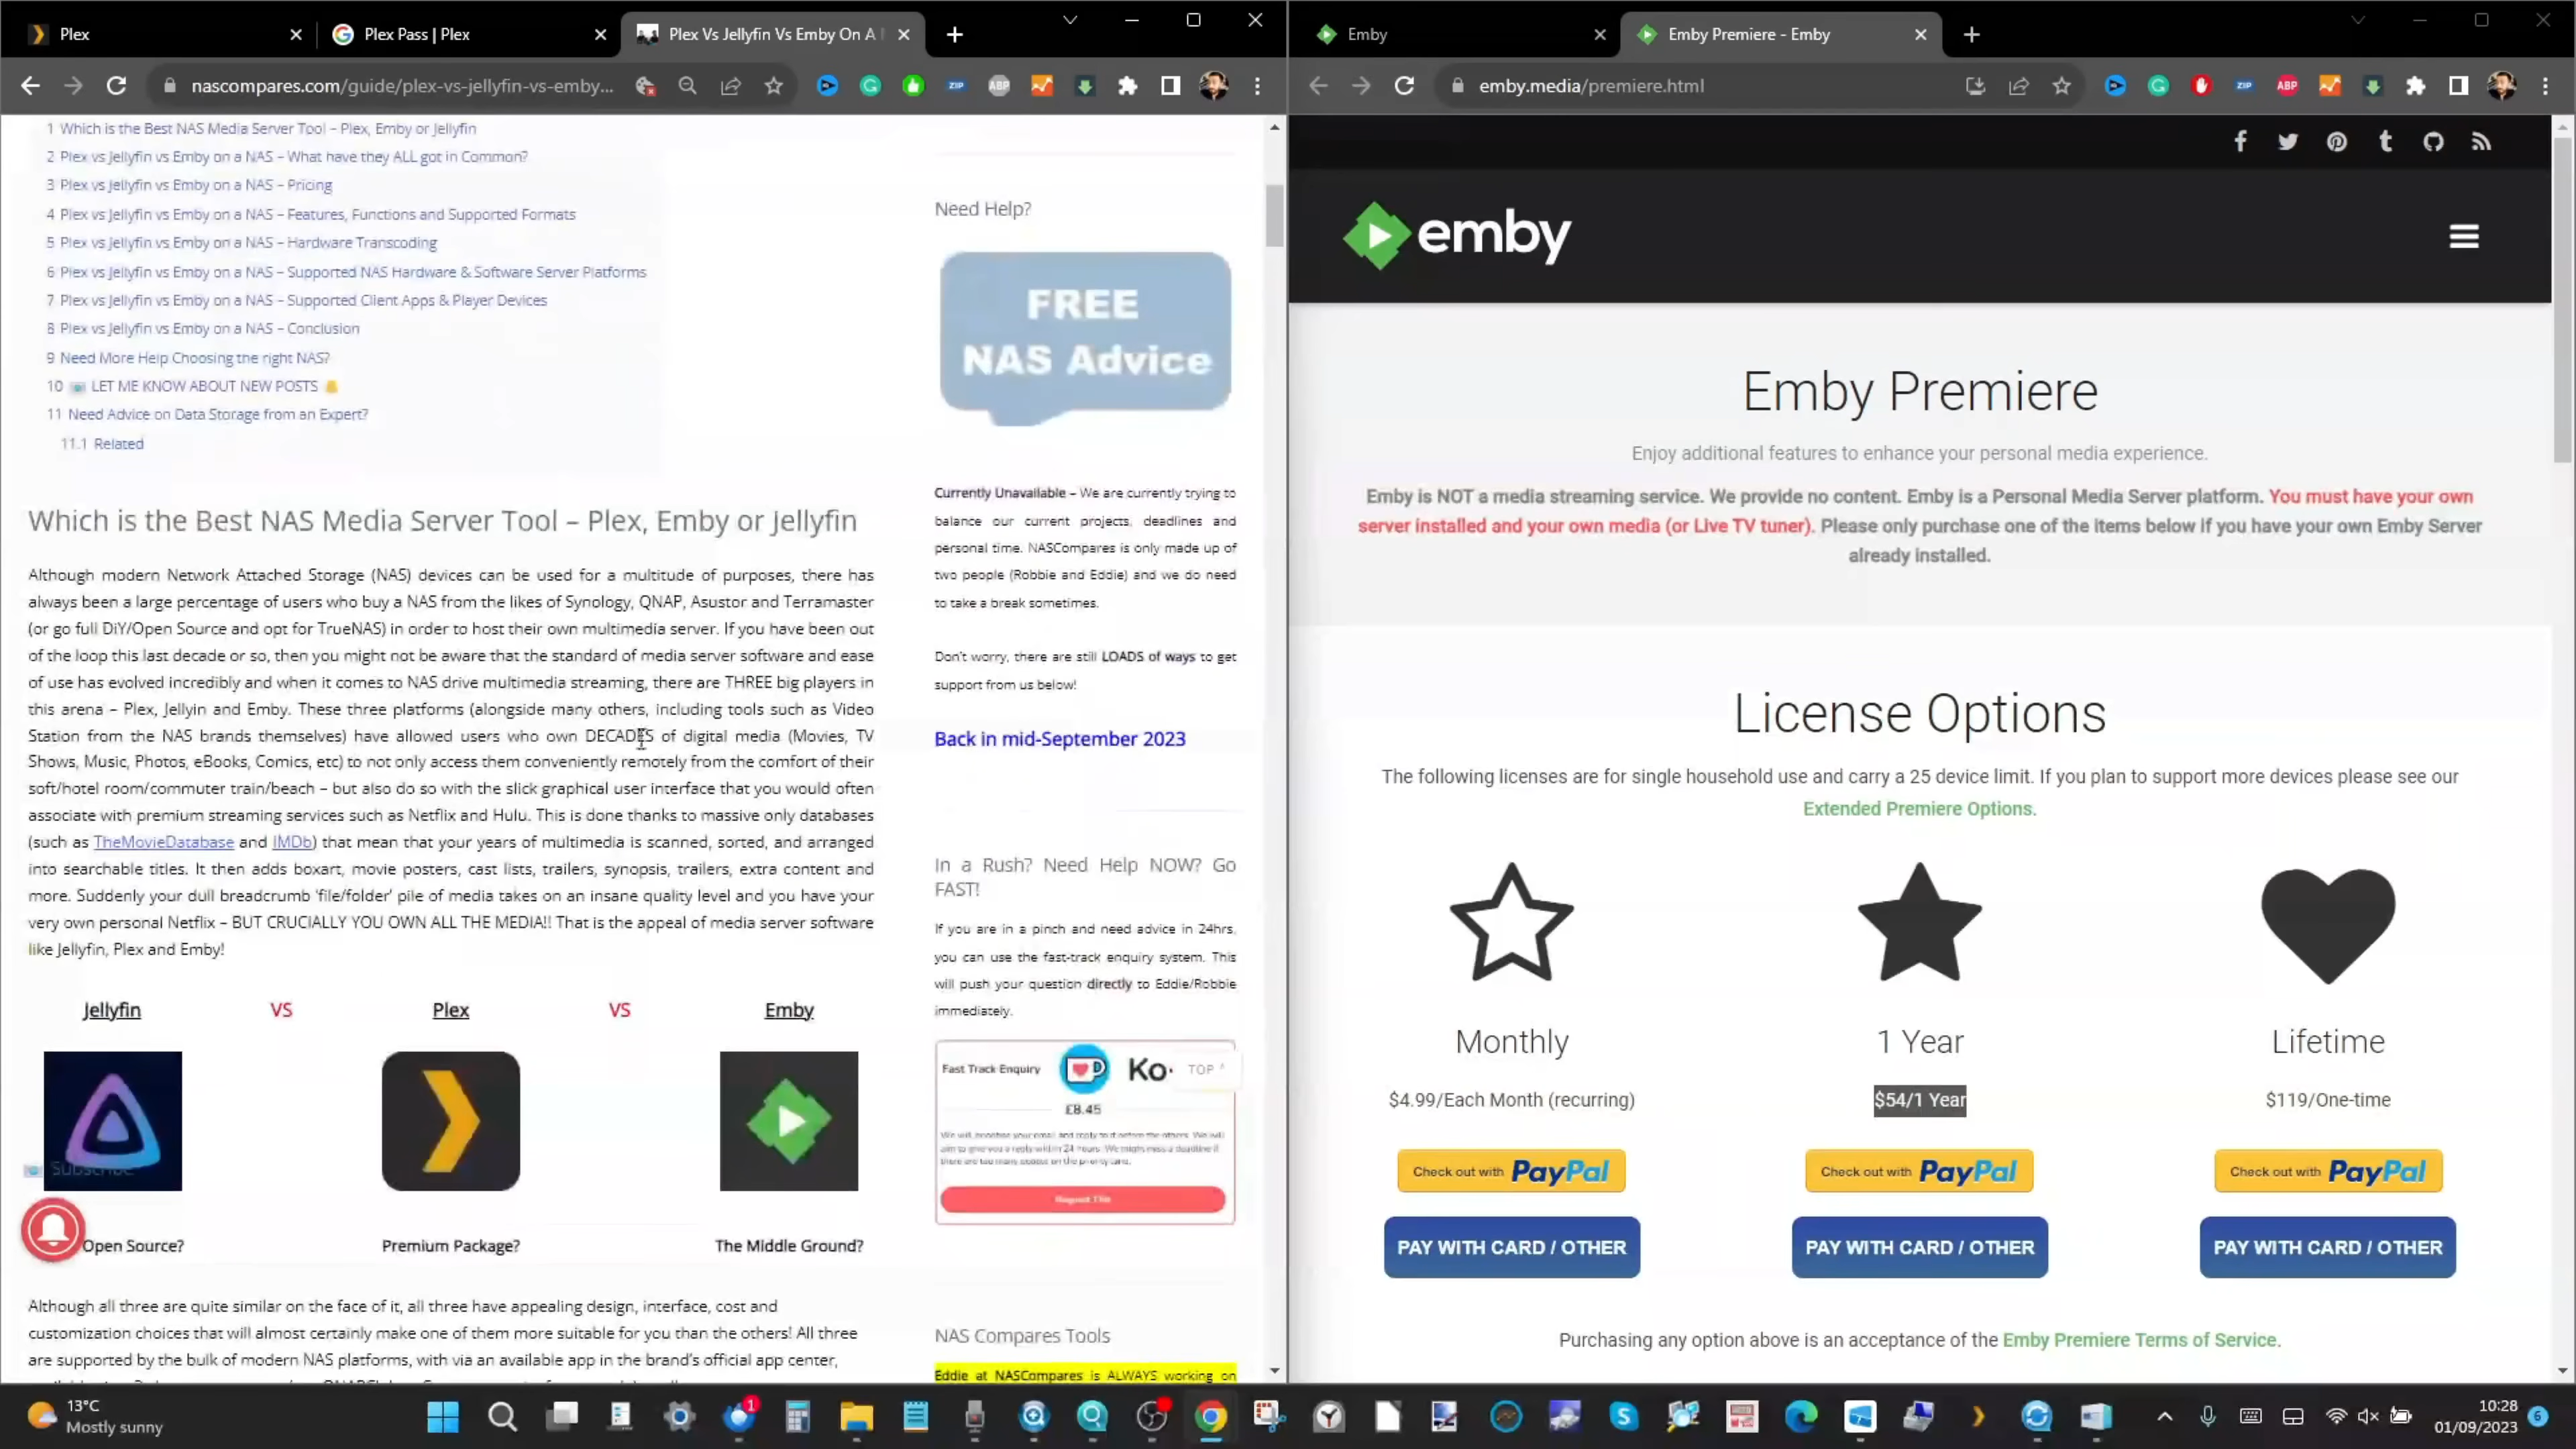 Plex
Plex Pass | Plex
Plex Vs Jellyfin Vs Emby On A
nascompares.com/guide/plex-vs-jellyfin-vs-emby...
ZIP
ABP
1 Which is the Best NAS Media Server Tool – Plex, Emby or Jellyfin
2 Plex vs Jellyfin vs Emby on a NAS – What have they ALL got in Common?
3 Plex vs Jellyfin vs Emby on a NAS – Pricing
4 Plex vs Jellyfin vs Emby on a NAS – Features, Functions and Supported Formats
5 Plex vs Jellyfin vs Emby on a NAS – Hardware Transcoding
6 Plex vs Jellyfin vs Emby on a NAS – Supported NAS Hardware & Software Server Platforms
7 Plex vs Jellyfin vs Emby on a NAS – Supported Client Apps & Player Devices
8 Plex vs Jellyfin vs Emby on a NAS – Conclusion
9 Need More Help Choosing the right NAS?
10 📧 LET ME KNOW ABOUT NEW POSTS 🔔
11 Need Advice on Data Storage from an Expert?
11.1 Related
Which is the Best NAS Media Server Tool – Plex, Emby or Jellyfin
Although modern Network Attached Storage (NAS) devices can be used for a multitude of purposes, there has
always been a large percentage of users who buy a NAS from the likes of Synology, QNAP, Asustor and Terramaster
(or go full DiY/Open Source and opt for TrueNAS) in order to host their own multimedia server. If you have been out
of the loop this last decade or so, then you might not be aware that the standard of media server software and ease
of use has evolved incredibly and when it comes to NAS drive multimedia streaming, there are THREE big players in
this arena – Plex, Jellyin and Emby. These three platforms (alongside many others, including tools such as Video
Station from the NAS brands themselves) have allowed users who own DECADES of digital media (Movies, TV
Shows, Music, Photos, eBooks, Comics, etc) to not only access them conveniently remotely from the comfort of their
soft/hotel room/commuter train/beach – but also do so with the slick graphical user interface that you would often
associate with premium streaming services such as Netflix and Hulu. This is done thanks to massive only databases
(such as TheMovieDatabase and IMDb) that mean that your years of multimedia is scanned, sorted, and arranged
into searchable titles. It then adds boxart, movie posters, cast lists, trailers, synopsis, trailers, extra content and
more. Suddenly your dull breadcrumb 'file/folder' pile of media takes on an insane quality level and you have your
very own personal Netflix – BUT CRUCIALLY YOU OWN ALL THE MEDIA!! That is the appeal of media server software
like Jellyfin, Plex and Emby!
Jellyfin VS Plex VS Emby
Subscribe
Open Source? Premium Package? The Middle Ground?
Although all three are quite similar on the face of it, all three have appealing design, interface, cost and
customization choices that will almost certainly make one of them more suitable for you than the others! All three
are supported by the bulk of modern NAS platforms, with via an available app in the brand's official app center,
Need Help?
FREE
NAS Advice
Currently Unavailable – We are currently trying to
balance our current projects, deadlines and
personal time. NASCompares is only made up of
two people (Robbie and Eddie) and we do need
to take a break sometimes.
Don't worry, there are still LOADS of ways to get
support from us below!
Back in mid-September 2023
In a Rush? Need Help NOW? Go
FAST!
If you are in a pinch and need advice in 24hrs,
you can use the fast-track enquiry system. This
will push your question directly to Eddie/Robbie
immediately.
Fast Track Enquiry
Ko
TOP ^
£8.45
NAS Compares Tools
Eddie at NASCompares is ALWAYS working on
Emby
Emby Premiere - Emby
emby.media/premiere.html
ZIP
ABP
emby
Emby Premiere
Enjoy additional features to enhance your personal media experience.
Emby is NOT a media streaming service. We provide no content. Emby is a Personal Media Server platform. You must have your own
server installed and your own media (or Live TV tuner). Please only purchase one of the items below if you have your own Emby Server
already installed.
License Options
The following licenses are for single household use and carry a 25 device limit. If you plan to support more devices please see our
Extended Premiere Options.
Monthly 1 Year Lifetime
$4.99/Each Month (recurring) $54/1 Year $119/One-time
Check out with PayPal Check out with PayPal Check out with PayPal
PAY WITH CARD / OTHER PAY WITH CARD / OTHER PAY WITH CARD / OTHER
Purchasing any option above is an acceptance of the Emby Premiere Terms of Service.
13°C
Mostly sunny
1
10:28
01/09/2023
6